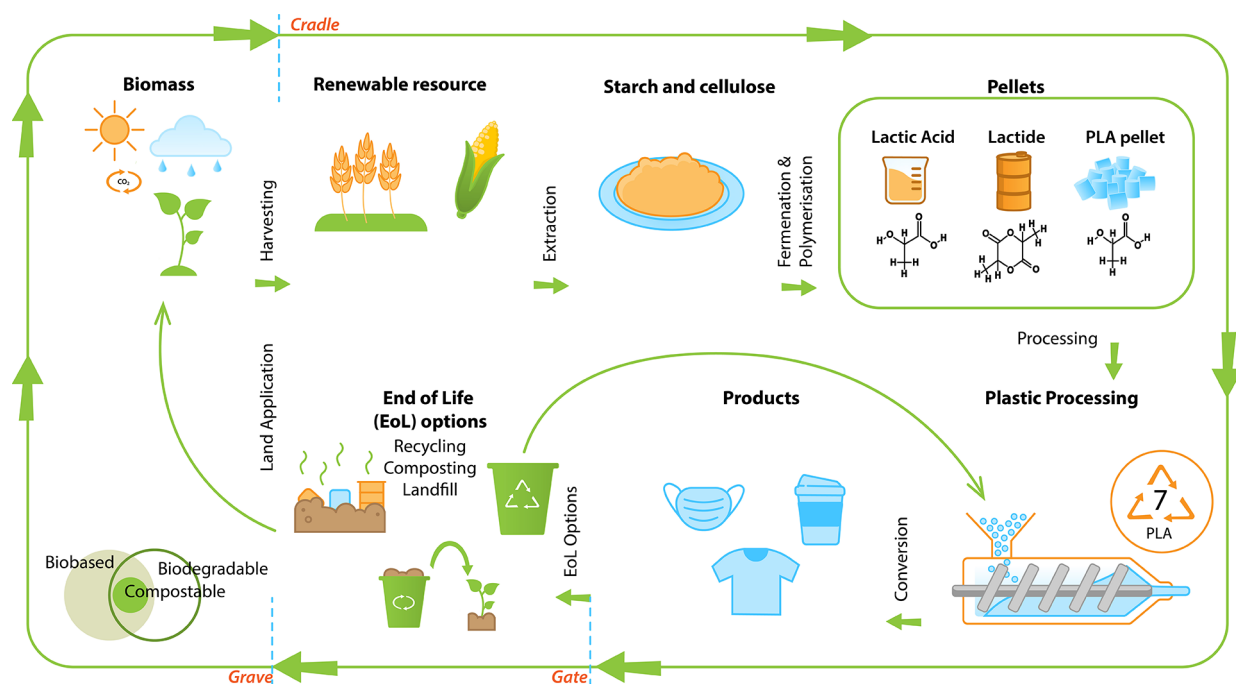 Cradle
Biomass
Renewable resource
Starch and cellulose
Pellets
Lactic Acid
Lactide
PLA pellet
CO₂
Harvesting
Extraction
Fermenation &
Polymerisation
H
O
O
O
H
H
C
H
H
O
O
O
O
H
H
C
H
H
H
C
H
H
H
O
O
O
H
H
C
H
H
Processing
Land Application
End of Life
(EoL) options
Recycling
Composting
Landfill
Products
Plastic Processing
7
PLA
EoL Options
Conversion
Biobased
Biodegradable
Compostable
Grave
Gate